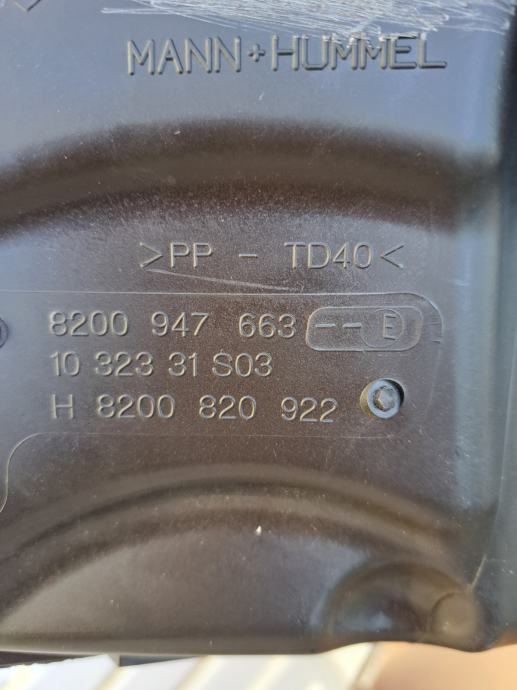 MANN+HUMMEL
>PP - TD40<
8200 947 663 -- E
10 323 31 S03
H 8200 820 922